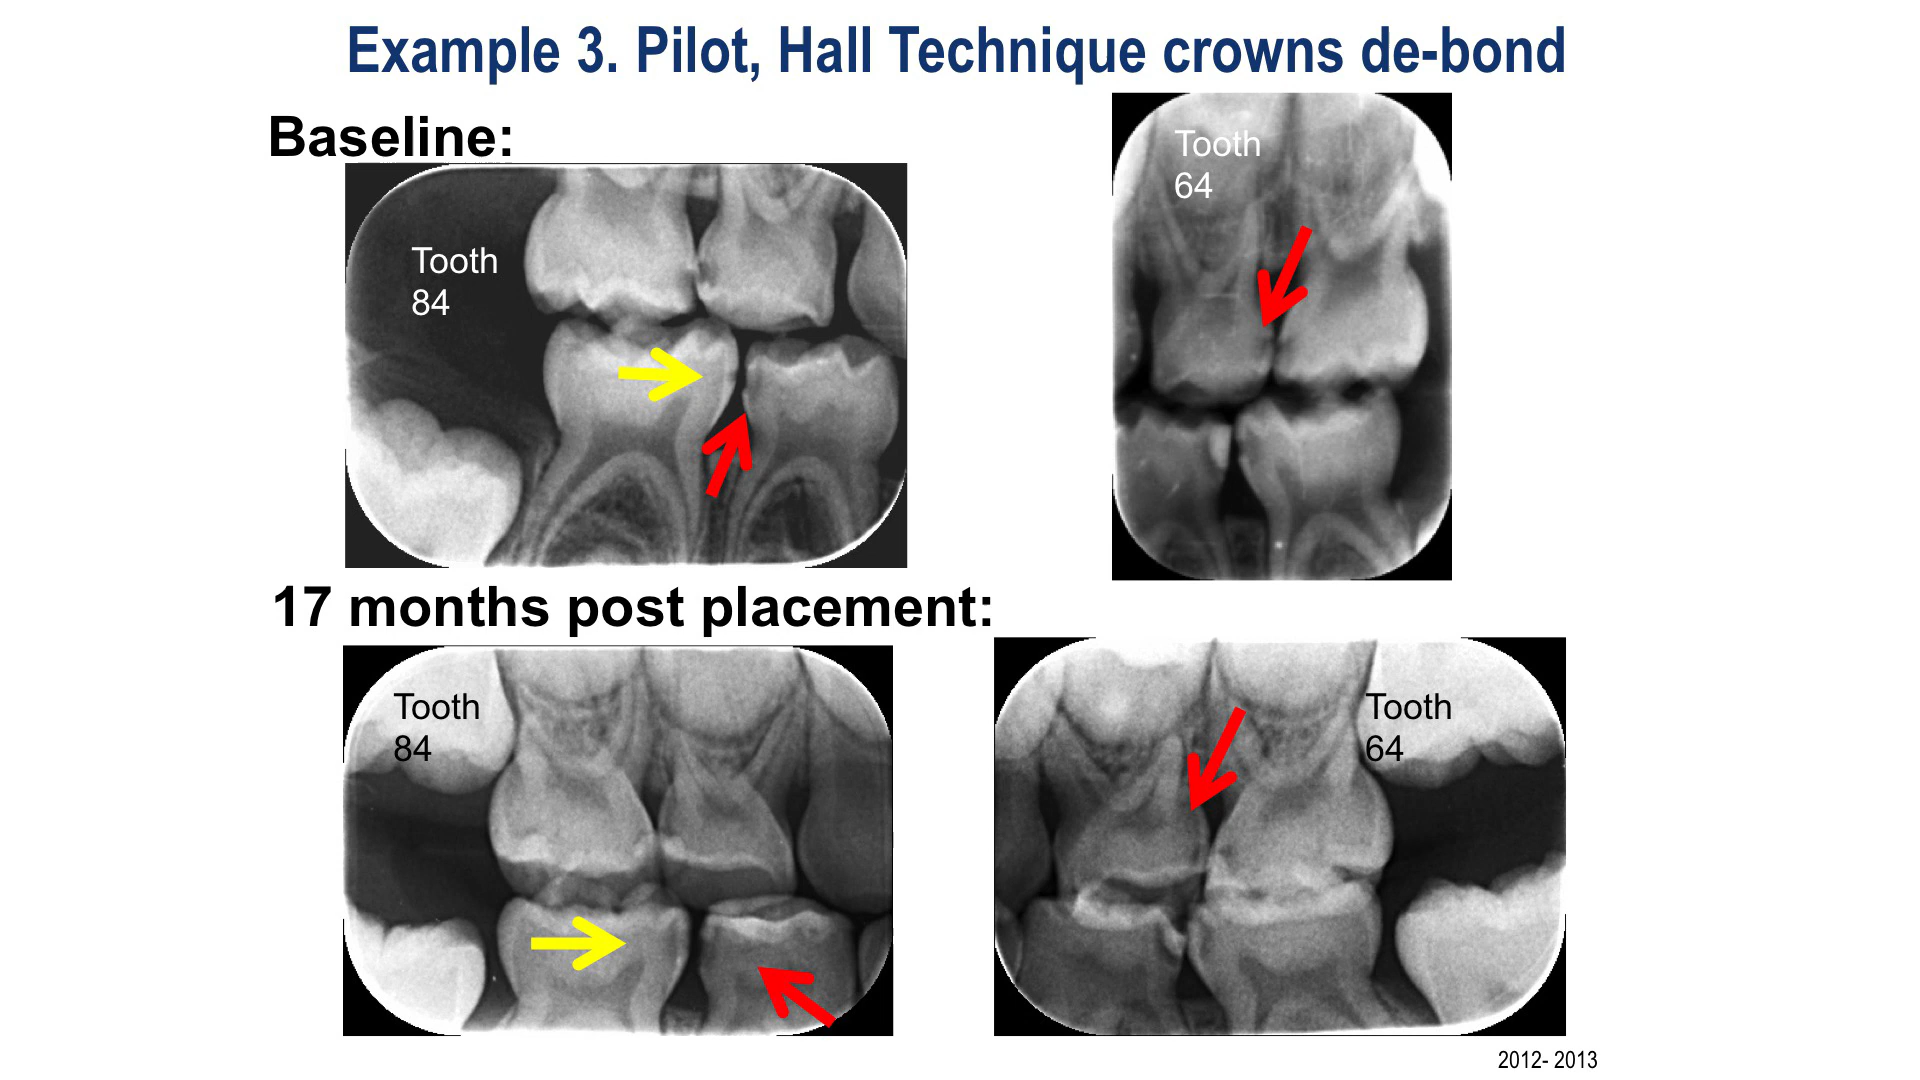 Example 3. Pilot, Hall Technique crowns de-bond
Baseline:
Tooth
84
Tooth
64
17 months post placement:
Tooth
84
Tooth
64
2012- 2013